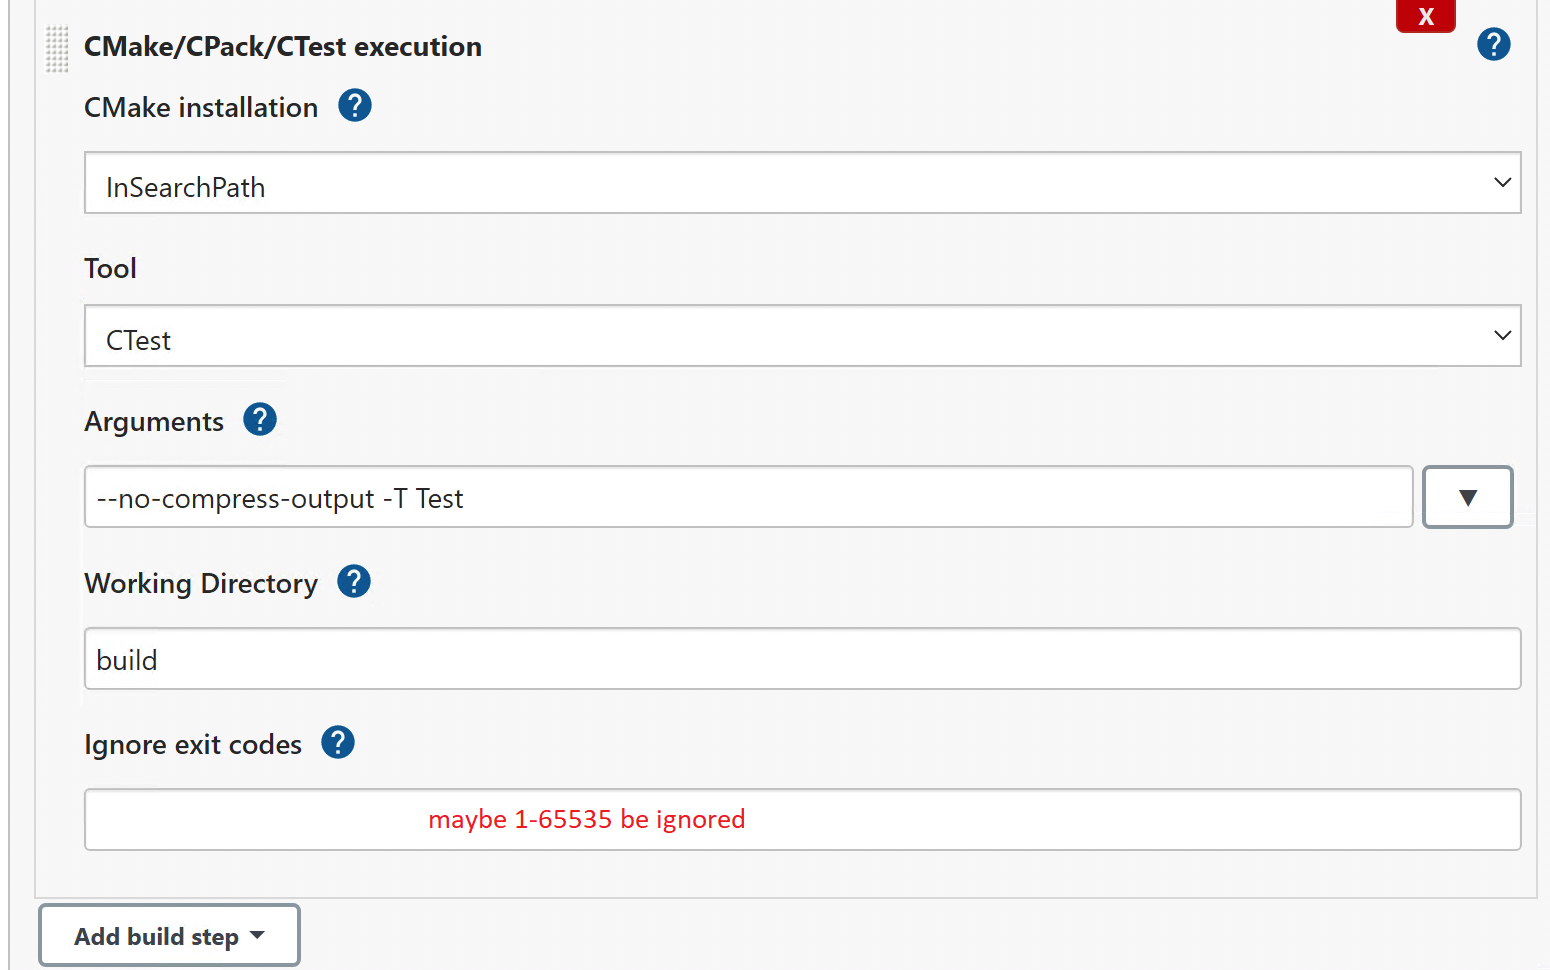 X
CMake/CPack/CTest execution ?
CMake installation ?
InSearchPath
Tool
CTest
Arguments ?
--no-compress-output -T Test
Working Directory ?
build
Ignore exit codes ?
maybe 1-65535 be ignored
Add build step